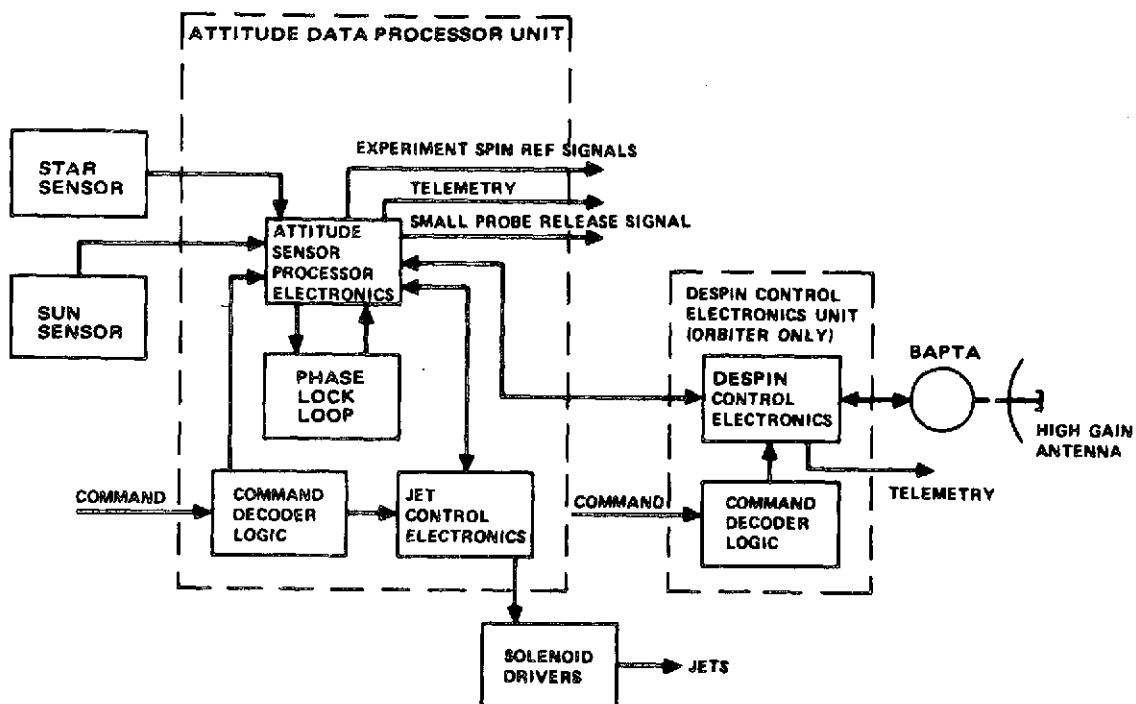 ATTITUDE DATA PROCESSOR UNIT
STAR
SENSOR
SUN
SENSOR
EXPERIMENT SPIN REF SIGNALS
TELEMETRY
SMALL PROBE RELEASE SIGNAL
ATTITUDE
SENSOR
PROCESSOR
ELECTRONICS
PHASE
LOCK
LOOP
COMMAND
COMMAND
DECODER
LOGIC
JET
CONTROL
ELECTRONICS
SOLENOID
DRIVERS
JETS
DESPIN CONTROL
ELECTRONICS UNIT
(ORBITER ONLY)
DESPIN
CONTROL
ELECTRONICS
COMMAND
COMMAND
DECODER
LOGIC
TELEMETRY
BAPTA
HIGH GAIN
ANTENNA